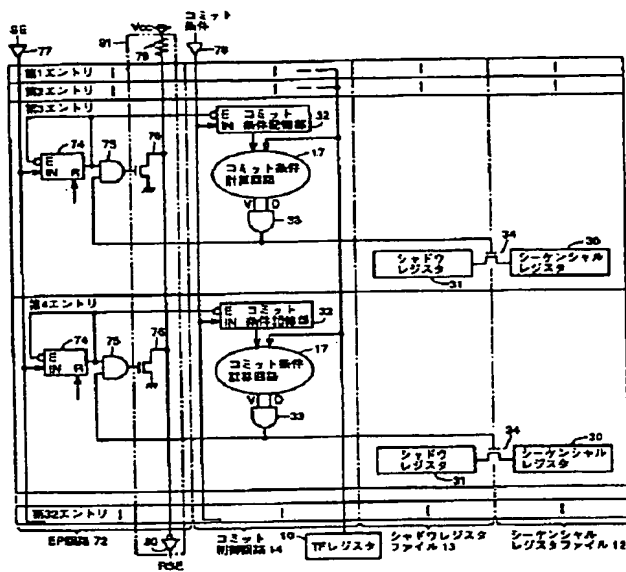 SE
77
Vcc
91
79
コミット
条件
78
第1エントリ
第2エントリ
第3エントリ
E
IN
コミット
条件記憶部
32
74
75
76
E
IN
R
コミット条件
計算回路
17
V
D
33
34
30
シャドウ
レジスタ
31
シーケンシャル
レジスタ
第4エントリ
E
IN
コミット
条件記憶部
32
74
75
76
E
IN
R
コミット条件
計算回路
17
V
D
33
34
30
シャドウ
レジスタ
31
シーケンシャル
レジスタ
第32エントリ
EP回路 72
80
コミット
制御回路 14
TFレジスタ
シャドウレジスタ
ファイル 13
シーケンシャル
レジスタファイル 12